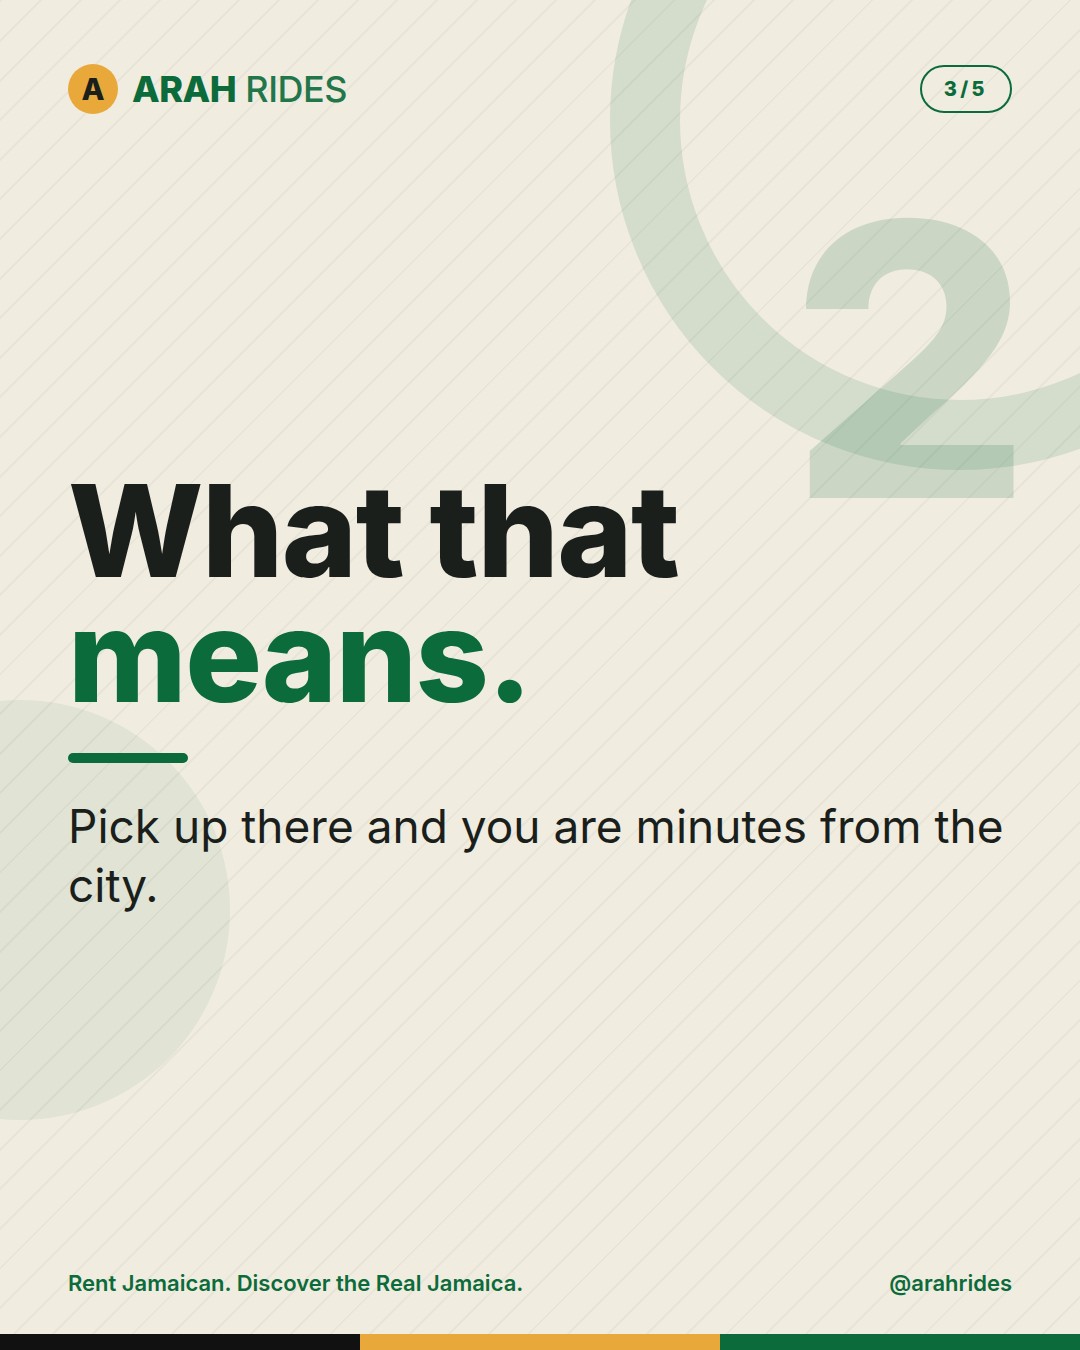 A ARAH RIDES
3/5
2
What that
means.
Pick up there and you are minutes from the
city.
Rent Jamaican. Discover the Real Jamaica.
@arahrides